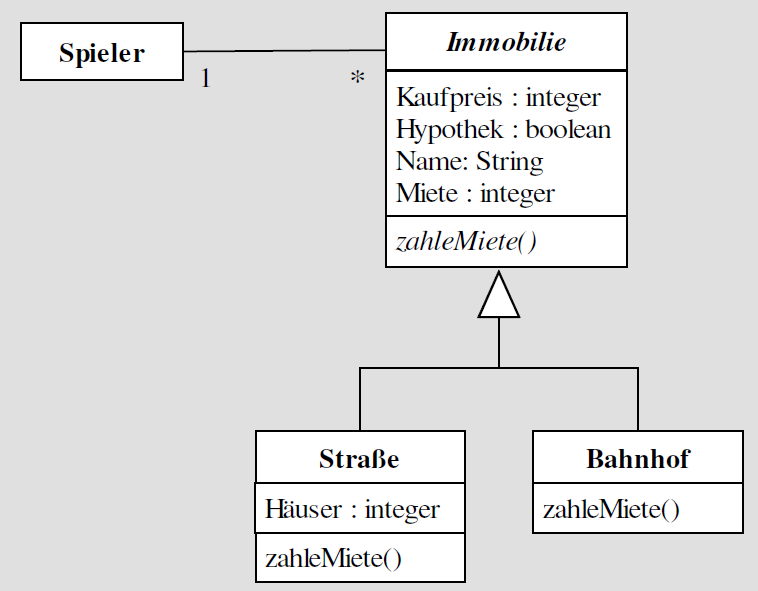 Spieler
1
*
Immobilie
Kaufpreis : integer
Hypothek : boolean
Name: String
Miete : integer
zahleMiete()
Straße
Häuser : integer
zahleMiete()
Bahnhof
zahleMiete()